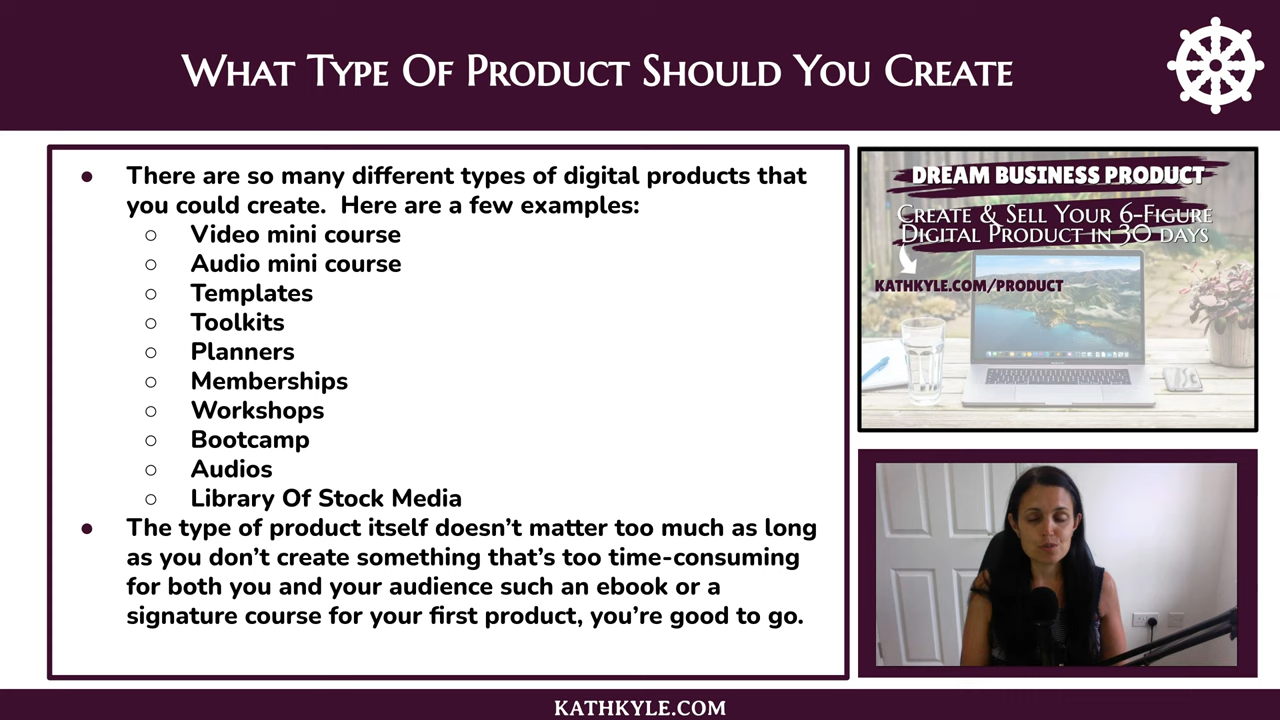 What Type Of Product Should You Create
● There are so many different types of digital products that
you could create.  Here are a few examples:
○ Video mini course
○ Audio mini course
○ Templates
○ Toolkits
○ Planners
○ Memberships
○ Workshops
○ Bootcamp
○ Audios
○ Library Of Stock Media
● The type of product itself doesn't matter too much as long
as you don't create something that's too time-consuming
for both you and your audience such an ebook or a
signature course for your first product, you're good to go.
DREAM BUSINESS PRODUCT
Create & Sell Your 6-Figure
Digital Product in 30 days
KATHKYLE.COM/PRODUCT
KATHKYLE.COM